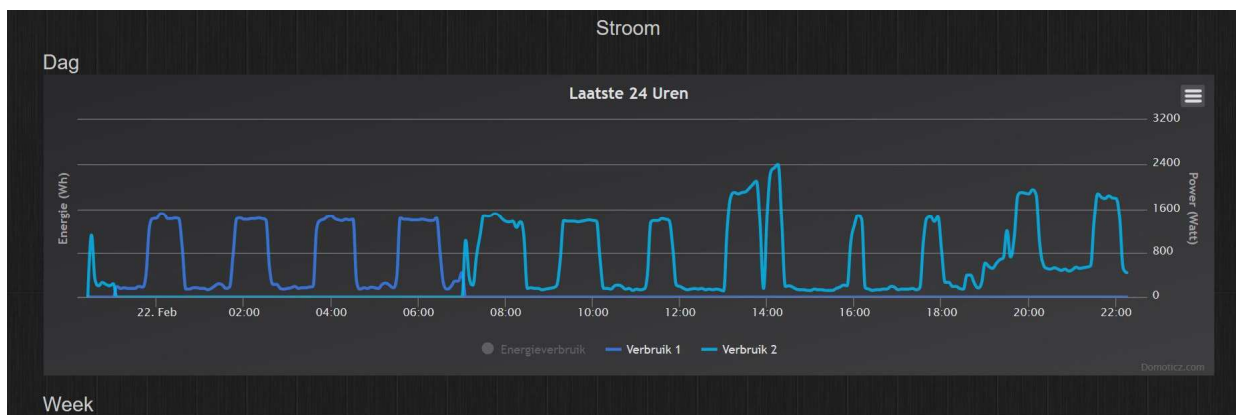 Stroom
Dag
Laatste 24 Uren
3200
2400
1600
800
0
Energie (Wh)
Power (Watt)
22. Feb 02:00 04:00 06:00 08:00 10:00 12:00 14:00 16:00 18:00 20:00 22:00
Energieverbruik Verbruik 1 Verbruik 2
Domoticz.com
Week